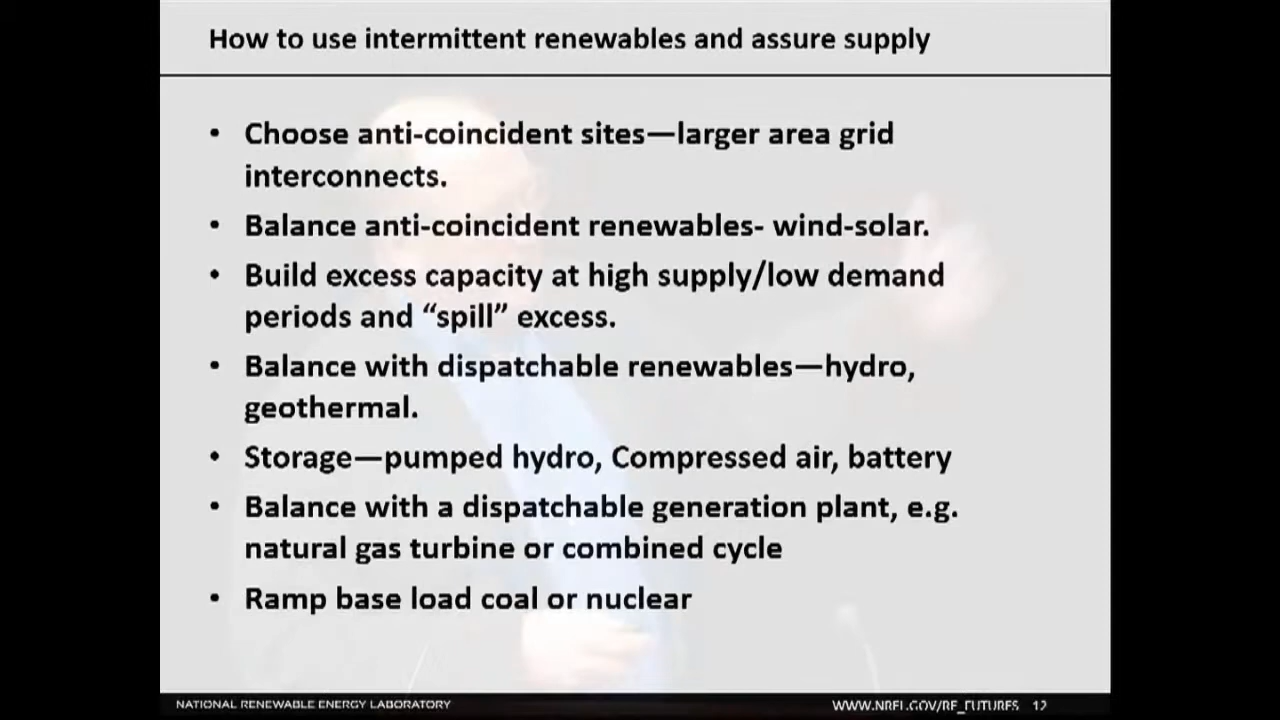 How to use intermittent renewables and assure supply
• Choose anti-coincident sites—larger area grid
interconnects.
• Balance anti-coincident renewables- wind-solar.
• Build excess capacity at high supply/low demand
periods and “spill” excess.
• Balance with dispatchable renewables—hydro,
geothermal.
• Storage—pumped hydro, Compressed air, battery
• Balance with a dispatchable generation plant, e.g.
natural gas turbine or combined cycle
• Ramp base load coal or nuclear
NATIONAL RENEWABLE ENERGY LABORATORY
WWW.NREL.GOV/RE_FUTURES 12